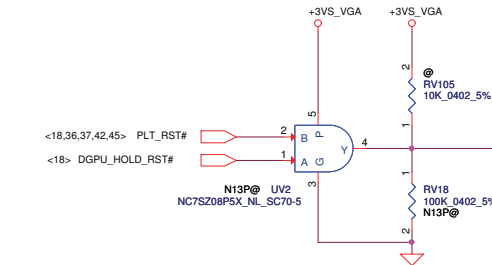 +3VS_VGA
+3VS_VGA
2
@
RV105
10K_0402_5%
1
5
<18,36,37,42,45> PLT_RST#
2
B
P
Y
4
<18> DGPU_HOLD_RST#
1
A
G
3
N13P@ UV2
NC7SZ08P5X_NL_SC70-5
1
RV18
100K_0402_5%
N13P@
2